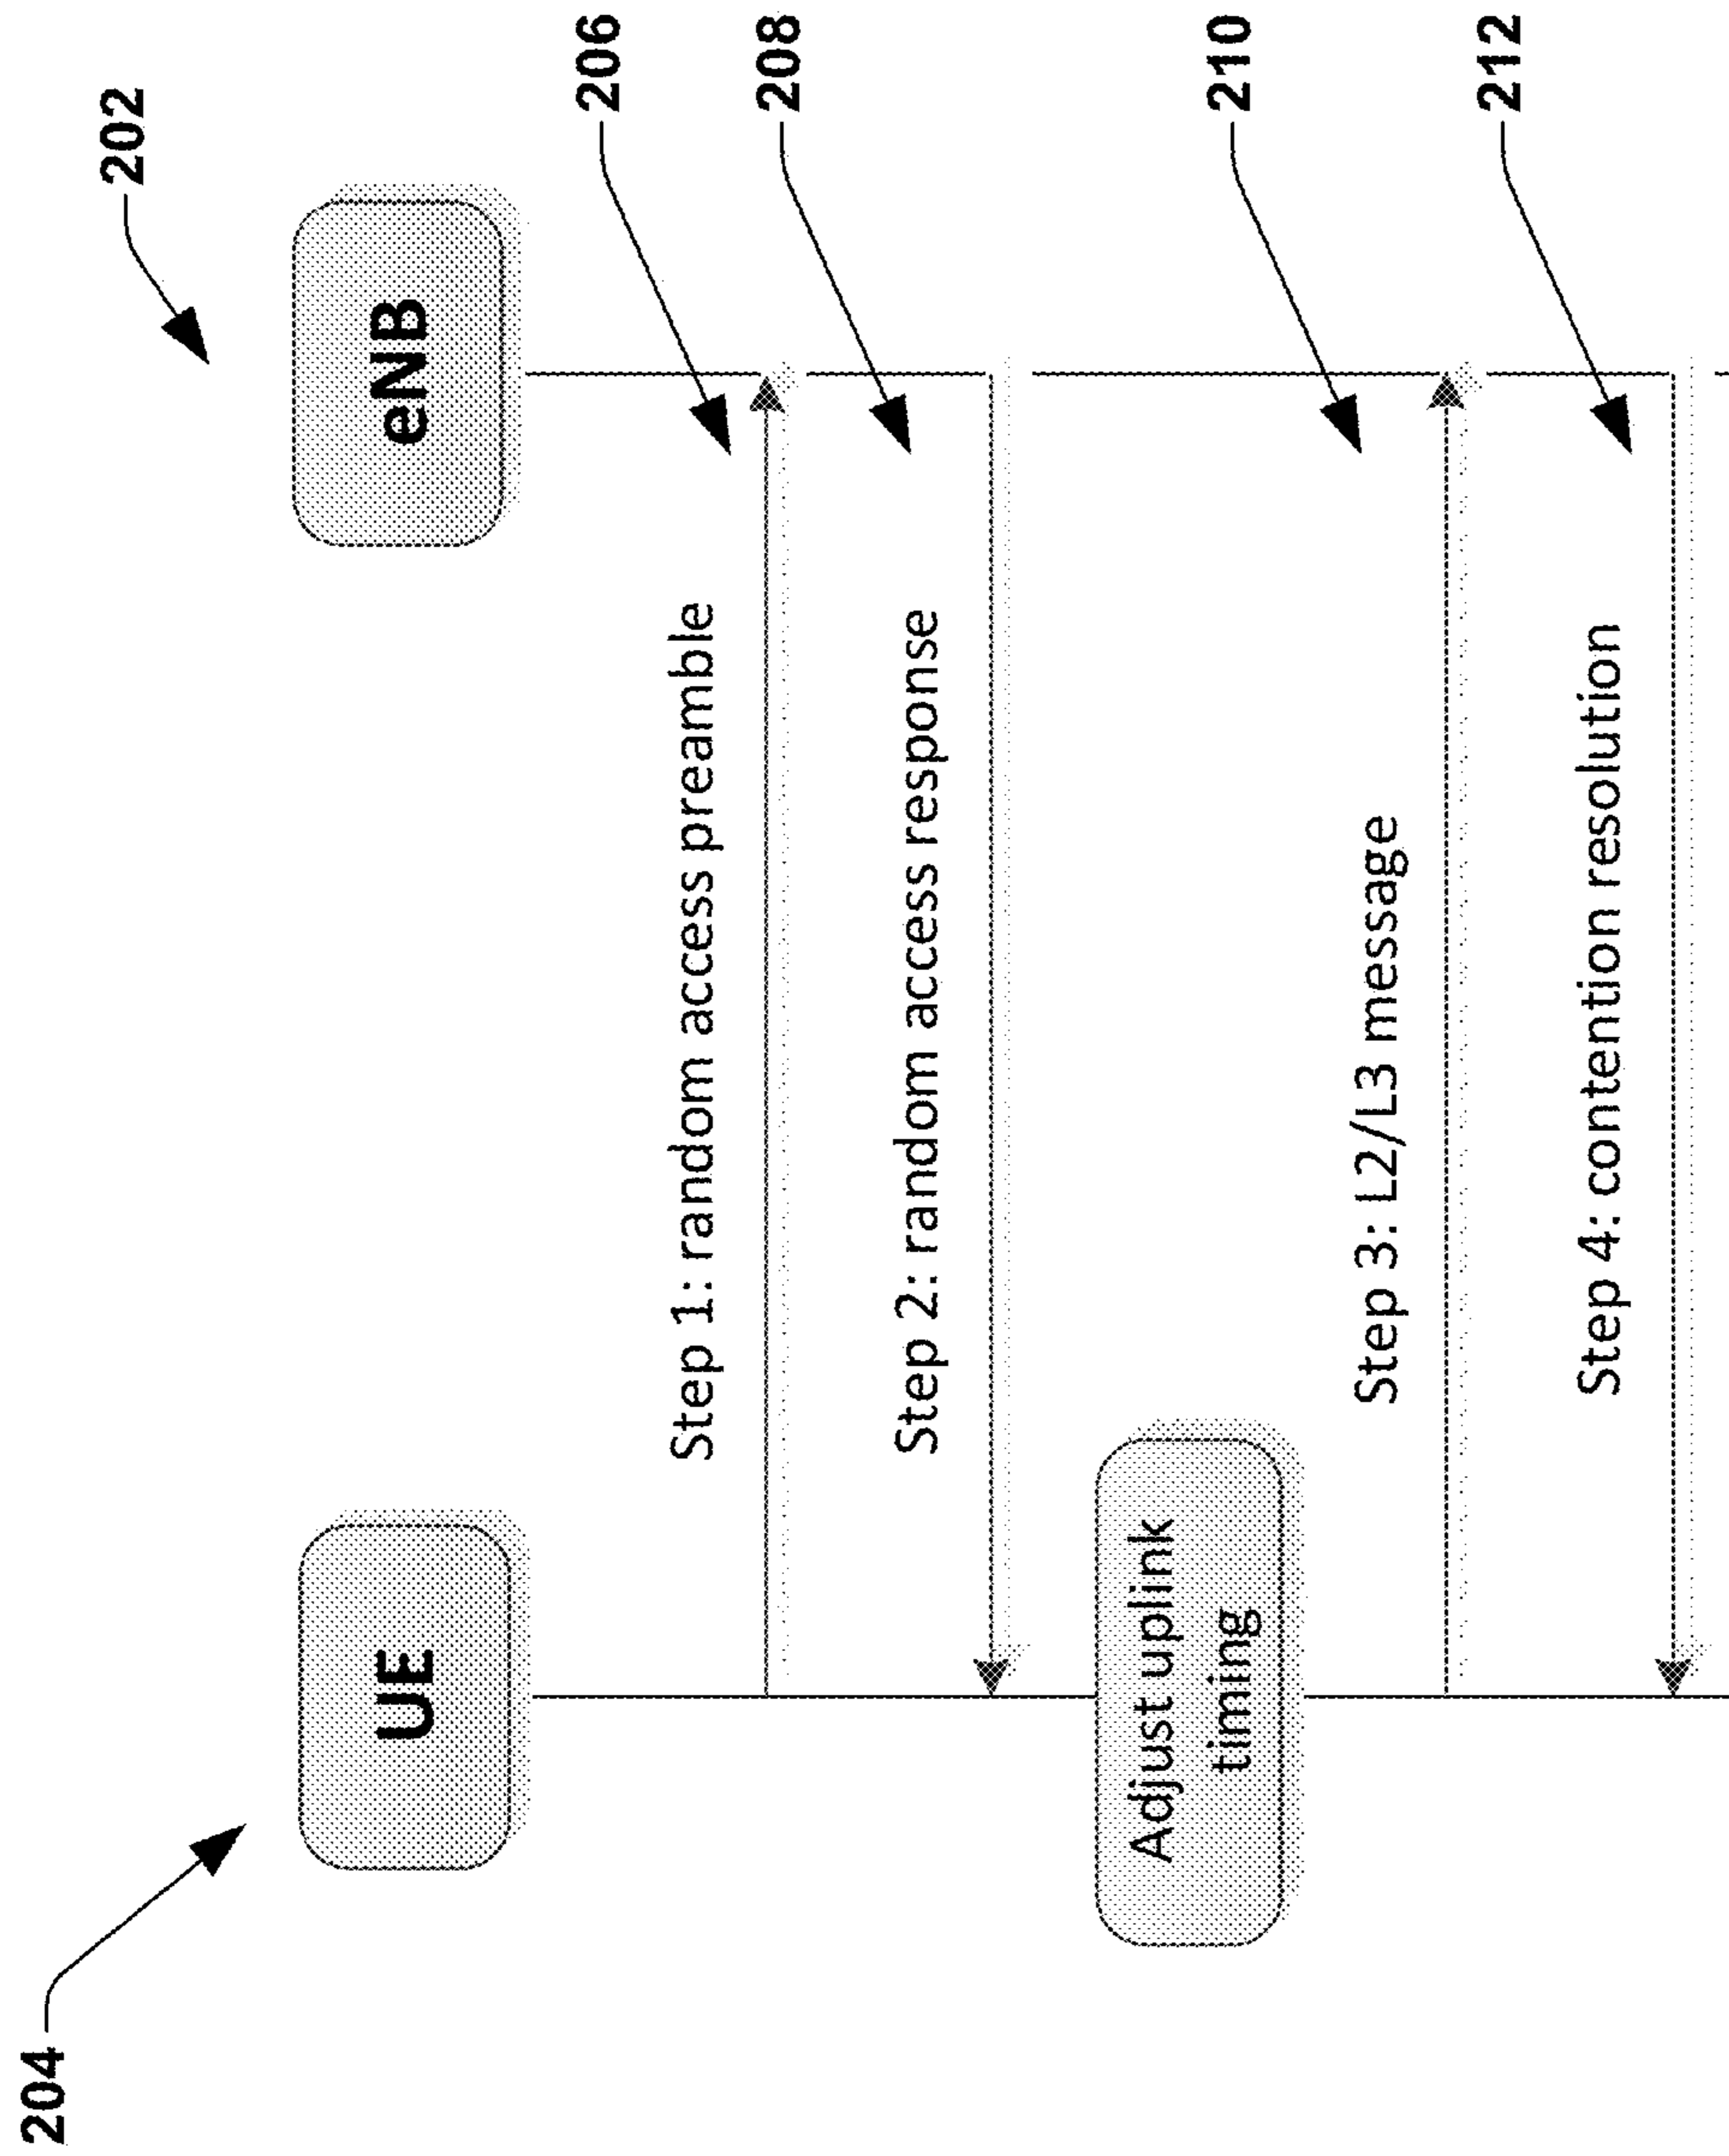 204
202
UE
eNB
206
Step 1: random access preamble
208
Step 2: random access response
Adjust uplink
timing
210
Step 3: L2/L3 message
212
Step 4: contention resolution